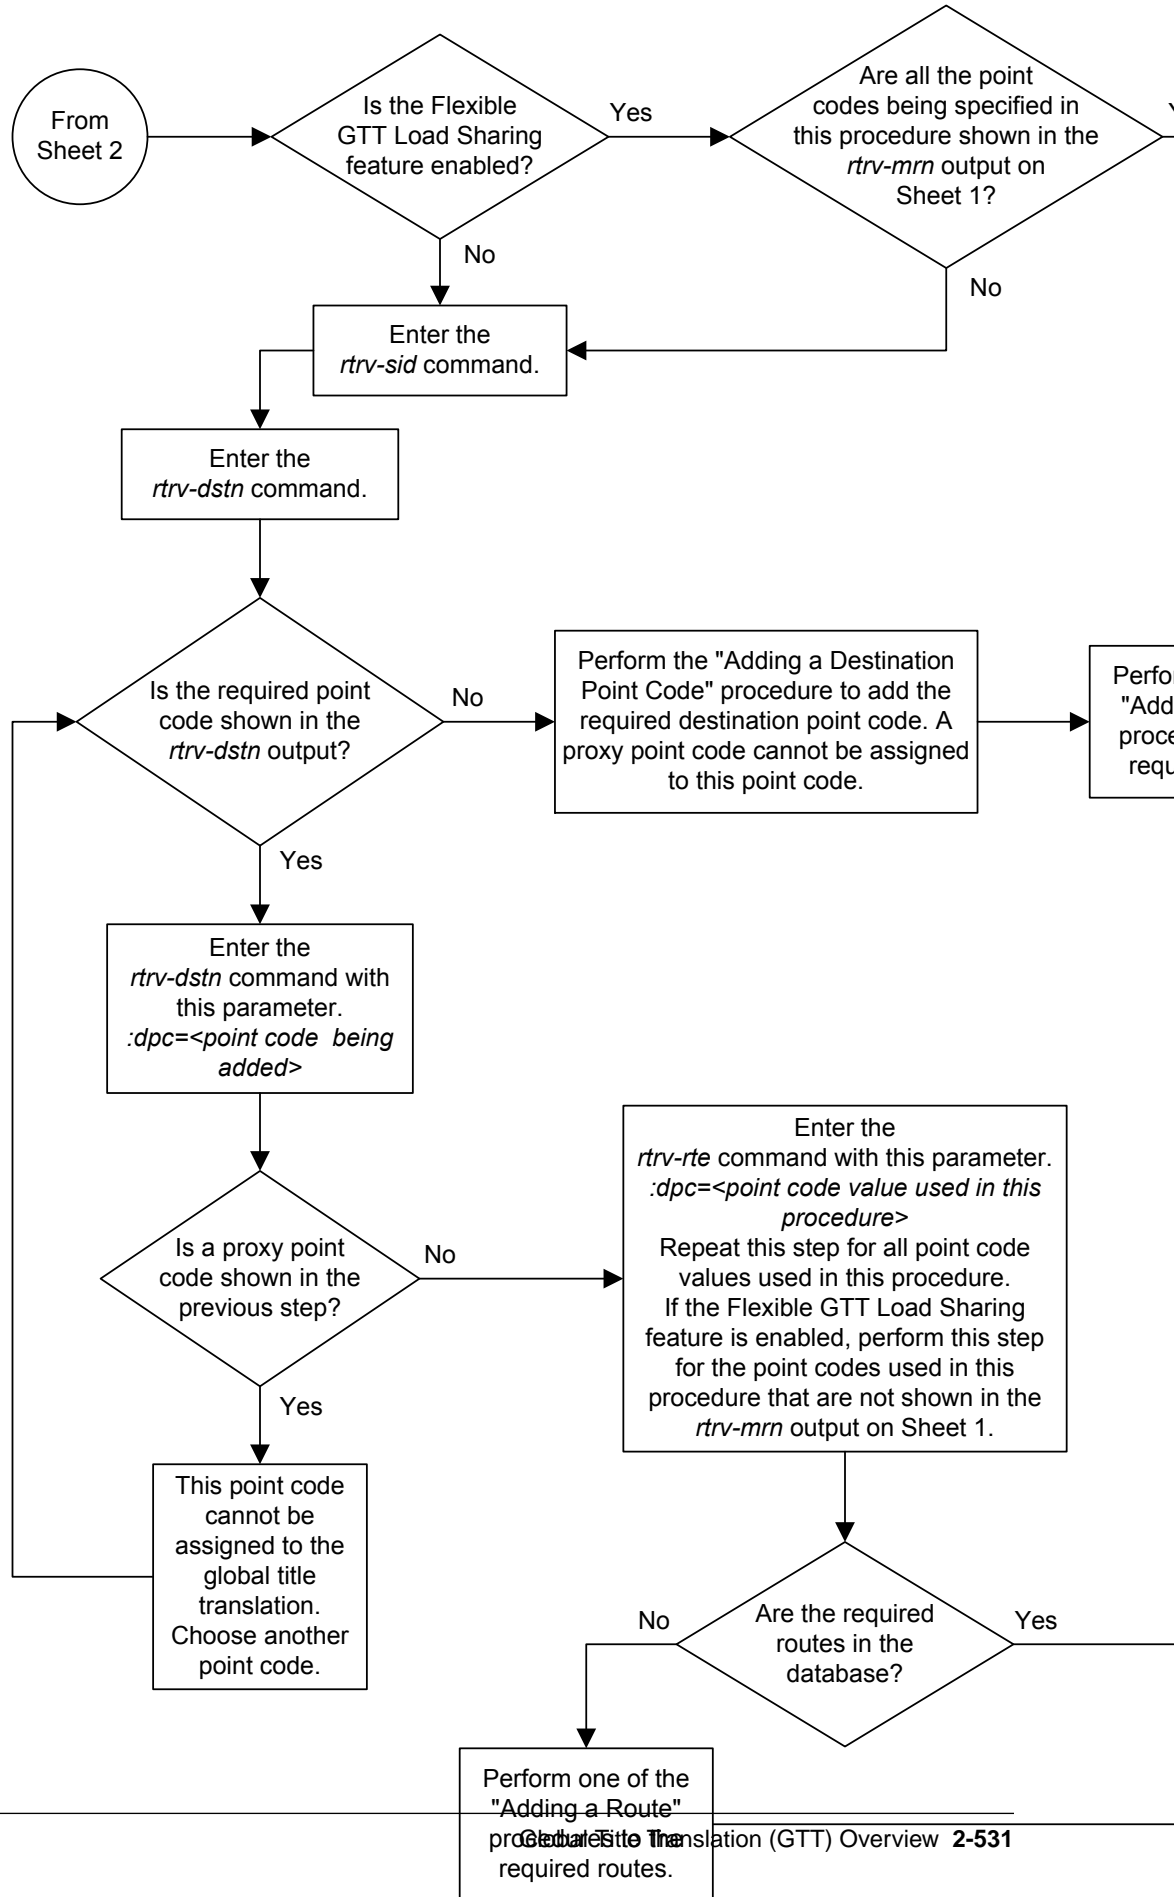 From
Sheet 2
Is the Flexible
GTT Load Sharing
feature enabled?
Yes
Are all the point
codes being specified in
this procedure shown in the
rtrv-mrn output on
Sheet 1?
No
No
Enter the
rtrv-sid command.
Enter the
rtrv-dstn command.
Is the required point
code shown in the
rtrv-dstn output?
No
Perform the "Adding a Destination
Point Code" procedure to add the
required destination point code. A
proxy point code cannot be assigned
to this point code.
Yes
Enter the
rtrv-dstn command with
this parameter.
:dpc=<point code being
added>
Is a proxy point
code shown in the
previous step?
No
Enter the
rtrv-rte command with this parameter.
:dpc=<point code value used in this
procedure>
Repeat this step for all point code
values used in this procedure.
If the Flexible GTT Load Sharing
feature is enabled, perform this step
for the point codes used in this
procedure that are not shown in the
rtrv-mrn output on Sheet 1.
Yes
This point code
cannot be
assigned to the
global title
translation.
Choose another
point code.
Are the required
routes in the
database?
No
Yes
Perform one of the
"Adding a Route"
procedures to the
required routes.
Global Title Translation (GTT) Overview 2-531